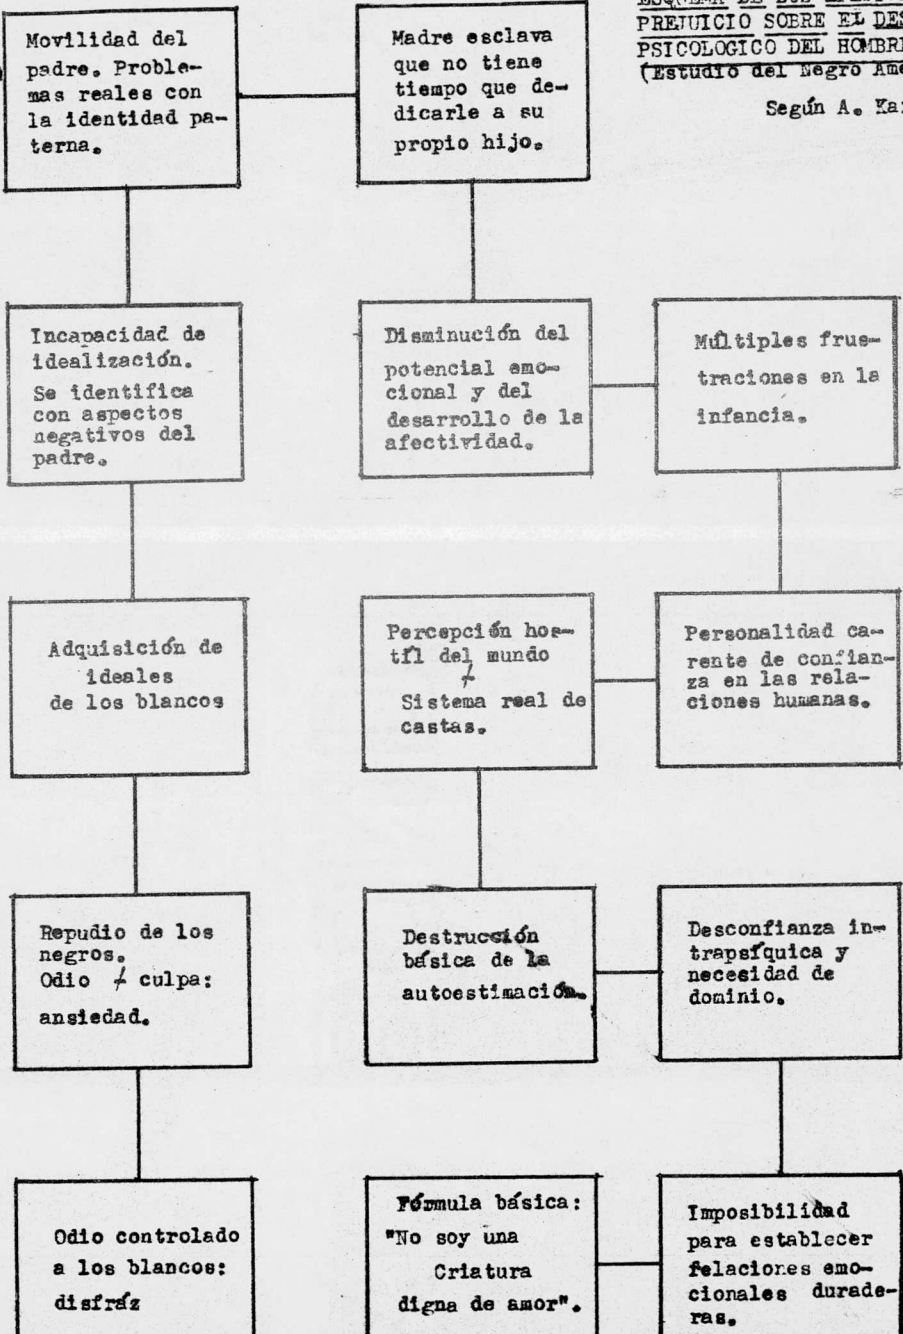 ESQUEMA DE LOS
PREJUICIO SOBRE EL
PSICOLOGICO DEL
(Estudio del Negro
Según A.
Movilidad del
padre. Proble-
mas reales con
la identidad pa-
terna.
Madre esclava
que no tiene
tiempo que de-
dicarle a su
propio hijo.
Incapacidad de
idealización.
Se identifica
con aspectos
negativos del
padre.
Disminución del
potencial emo-
cional y del
desarrollo de la
afectividad.
Múltiples frus-
traciones en la
infancia.
Adquisición de
ideales
de los blancos
Percepción hos-
tíl del mundo
+
Sistema real de
castas.
Personalidad ca-
rente de confian-
za en las rela-
ciones humanas.
Repudio de los
negros.
Odio + culpa:
ansiedad.
Destrucción
básica de la
autoestimación.
Desconfianza in-
trapsíquica y
necesidad de
dominio.
Odio controlado
a los blancos:
disfráz
Fórmula básica:
"No soy una
Criatura
digna de amor".
Imposibilidad
para establecer
felaciones emo-
cionales durade-
ras.